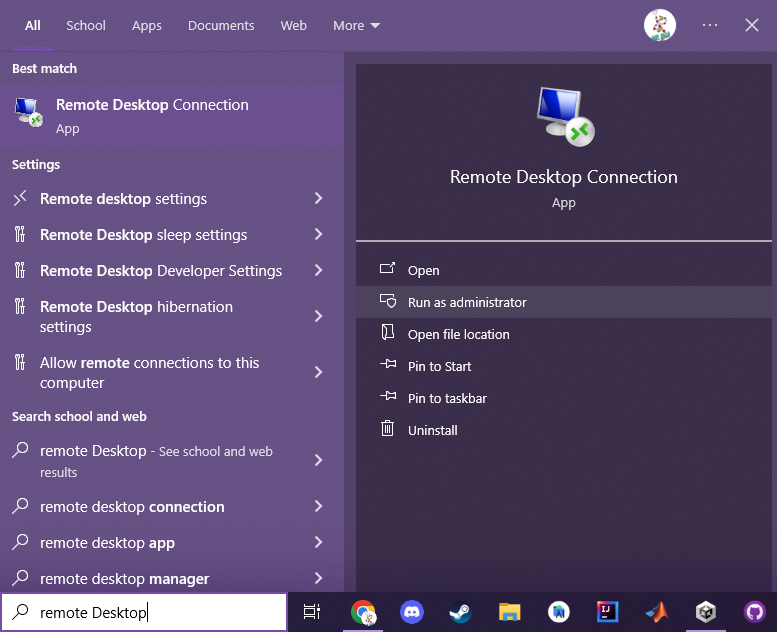 All School Apps Documents Web More
Best match
Remote Desktop Connection
App
Settings
Remote desktop settings
Remote Desktop sleep settings
Remote Desktop Developer Settings
Remote Desktop hibernation
settings
Allow remote connections to this
computer
Search school and web
remote Desktop - See school and web
results
remote desktop connection
remote desktop app
remote desktop manager
remote Desktop
Remote Desktop Connection
App
Open
Run as administrator
Open file location
Pin to Start
Pin to taskbar
Uninstall
IJ